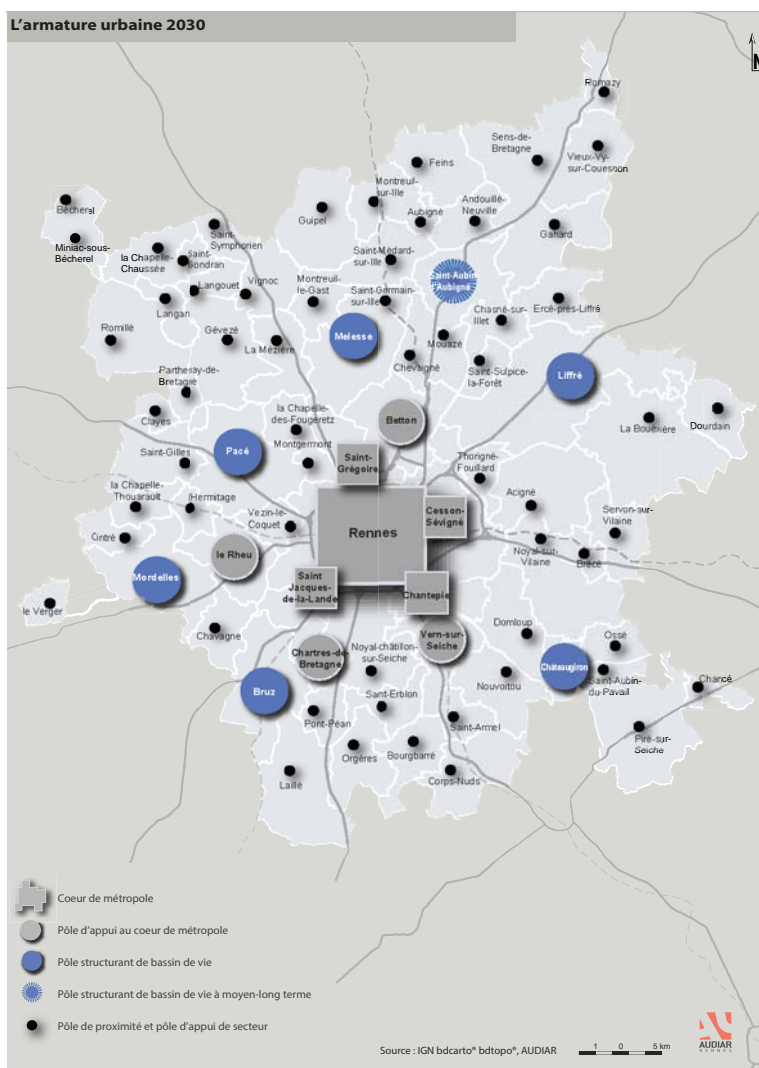 L'armature urbaine 2030
Romazy
Sens-de-
Bretagne
Vieux-Vy-
sur-Couesnon
Feins
Montreuil-
sur-Ille
Andouillé-
Neuville
Aubigné
Guipel
Gahard
Bécherel
Miniac-sous-
Bécherel
Saint-
Symphorien
la Chapelle-
Chaussée
Saint-
Gondran
Saint-Médard-
sur-Ille
Saint-Aubin
d'Aubigné
Langouet
Vignoc
Montreuil-
le-Gast
Saint-Germain-
sur-Ille
Langan
Chasné-sur-
Illet
Ercé-près-Liffré
Romillé
Gévezé
La Mézière
Melesse
Mouazé
Chevaigné
Saint-Sulpice-
la-Forêt
Liffré
Parthenay-de-
Bretagne
Clayes
la Chapelle-
des-Fougeretz
Betton
La Bouëxière
Dourdain
Montgermont
Pacé
Saint-Gilles
Saint-
Grégoire
Thorigné-
Fouillard
la Chapelle-
Thouarault
l'Hermitage
Acigné
Vezin-le-
Coquet
Cesson-
Sévigné
Servon-sur-
Vilaine
Rennes
Cintré
Noyal-sur-
Vilaine
Brécé
le Rheu
Mordelles
Saint
Jacques-
de-la-Lande
Chantepie
le Verger
Chavagne
Domloup
Vern-sur-
Seiche
Ossé
Chartres-de-
Bretagne
Noyal-châtillon-
sur-Seiche
Châteaugiron
Saint-Aubin-
du-Pavail
Nouvoitou
Chancé
Bruz
Saint-Erblon
Pont-Péan
Saint-Armel
Piré-sur-
Seiche
Orgères
Bourgbarré
Laillé
Corps-Nuds
Coeur de métropole
Pôle d'appui au coeur de métropole
Pôle structurant de bassin de vie
Pôle structurant de bassin de vie à moyen-long terme
Pôle de proximité et pôle d'appui de secteur
Source : IGN bdcarto® bdtopo®, AUDIAR
1 0 5 km
AUDIAR
RENNES